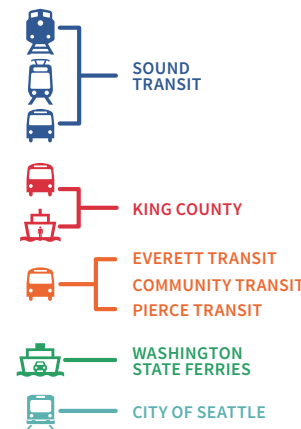 SOUND
TRANSIT
KING COUNTY
EVERETT TRANSIT
COMMUNITY TRANSIT
PIERCE TRANSIT
WASHINGTON
STATE FERRIES
CITY OF SEATTLE